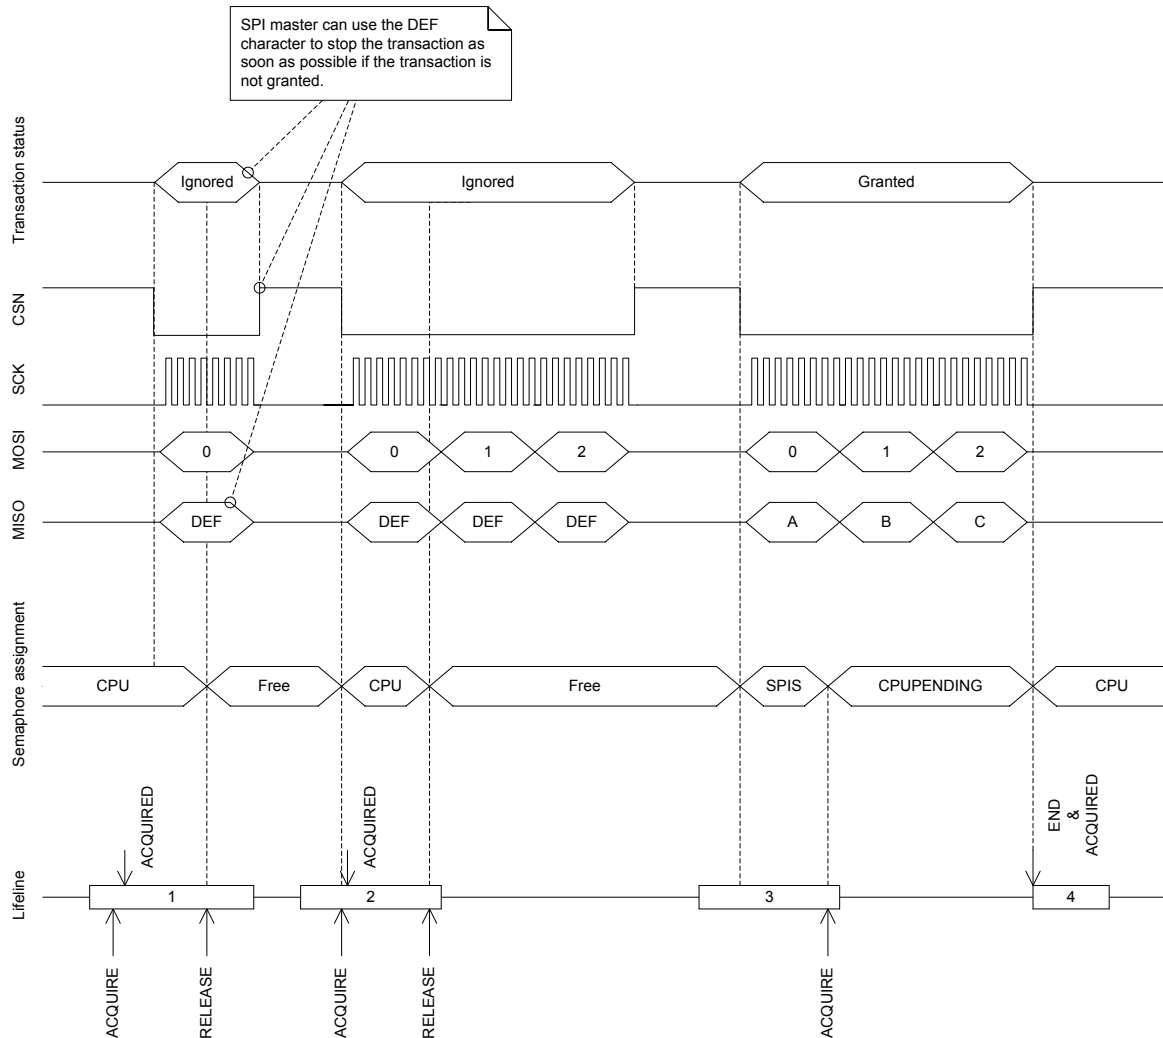 SPI master can use the DEF
character to stop the transaction as
soon as possible if the transaction is
not granted.
Transaction status
Ignored
Ignored
Granted
CSN
SCK
MOSI
0
0
1
2
0
1
2
MISO
DEF
DEF
DEF
DEF
A
B
C
Semaphore assignment
CPU
Free
CPU
Free
SPIS
CPUPENDING
CPU
ACQUIRED
ACQUIRED
END
&
ACQUIRED
Lifeline
1
2
3
4
ACQUIRE
RELEASE
ACQUIRE
RELEASE
ACQUIRE